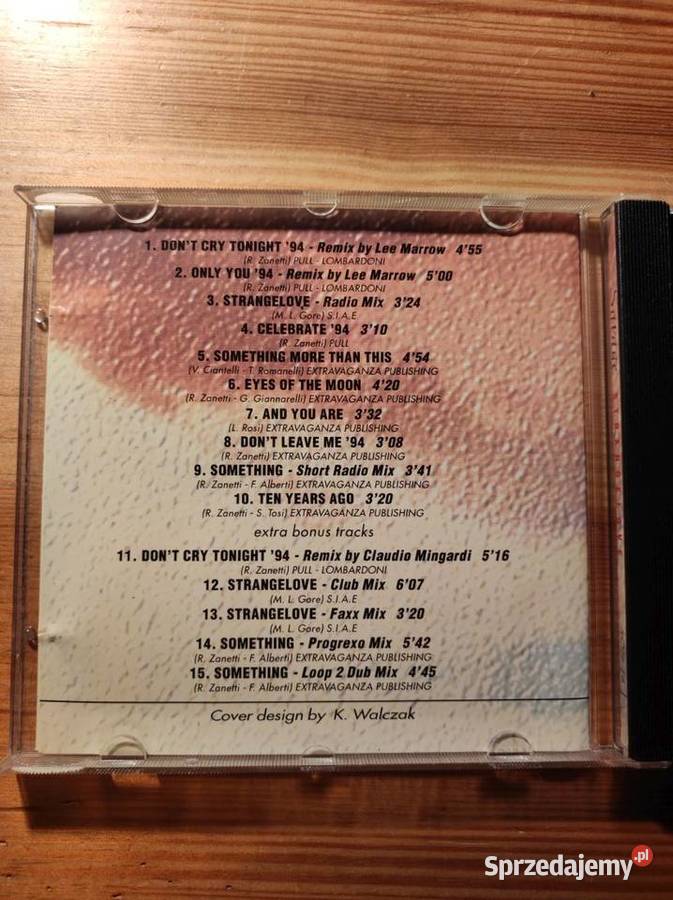 1. DON'T CRY TONIGHT '94 - Remix by Lee Marrow 4'55
(R. Zanetti) PULL - LOMBARDONI
2. ONLY YOU '94 - Remix by Lee Marrow 5'00
(R. Zanetti) PULL - LOMBARDONI
3. STRANGELOVE - Radio Mix 3'24
(M. L. Gore) S.I.A.E
4. CELEBRATE '94 3'10
(R. Zanetti) PULL
5. SOMETHING MORE THAN THIS 4'54
(V. Ciantelli - T. Romanelli) EXTRAVAGANZA PUBLISHING
6. EYES OF THE MOON 4'20
(R. Zanetti - G. Giannarelli) EXTRAVAGANZA PUBLISHING
7. AND YOU ARE 3'32
(L. Rosi) EXTRAVAGANZA PUBLISHING
8. DON'T LEAVE ME '94 3'08
(R. Zanetti) EXTRAVAGANZA PUBLISHING
9. SOMETHING - Short Radio Mix 3'41
(R. Zanetti - F. Alberti) EXTRAVAGANZA PUBLISHING
10. TEN YEARS AGO 3'20
(R. Zanetti - S. Tosi) EXTRAVAGANZA PUBLISHING
extra bonus tracks
11. DON'T CRY TONIGHT '94 - Remix by Claudio Mingardi 5'16
(R. Zanetti) PULL - LOMBARDONI
12. STRANGELOVE - Club Mix 6'07
(M. L. Gore) S.I.A.E
13. STRANGELOVE - Faxx Mix 3'20
(M. L. Gore) S.I.A.E
14. SOMETHING - Progrexo Mix 5'42
(R. Zanetti - F. Alberti) EXTRAVAGANZA PUBLISHING
15. SOMETHING - Loop 2 Dub Mix 4'45
(R. Zanetti - F. Alberti) EXTRAVAGANZA PUBLISHING
Cover design by K. Walczak
Sprzedajemy.pl